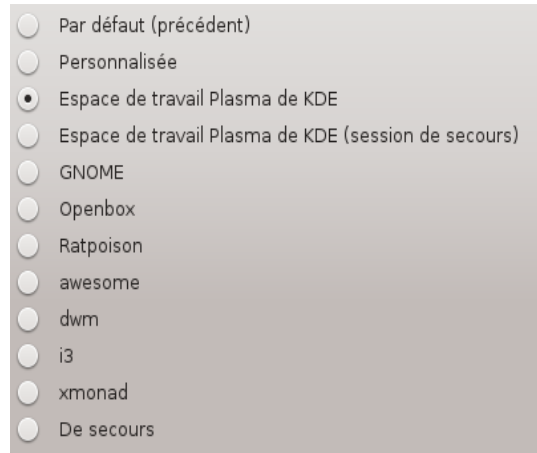 Par défaut (précédent)
Personnalisée
Espace de travail Plasma de KDE
Espace de travail Plasma de KDE (session de secours)
GNOME
Openbox
Ratpoison
awesome
dwm
i3
xmonad
De secours